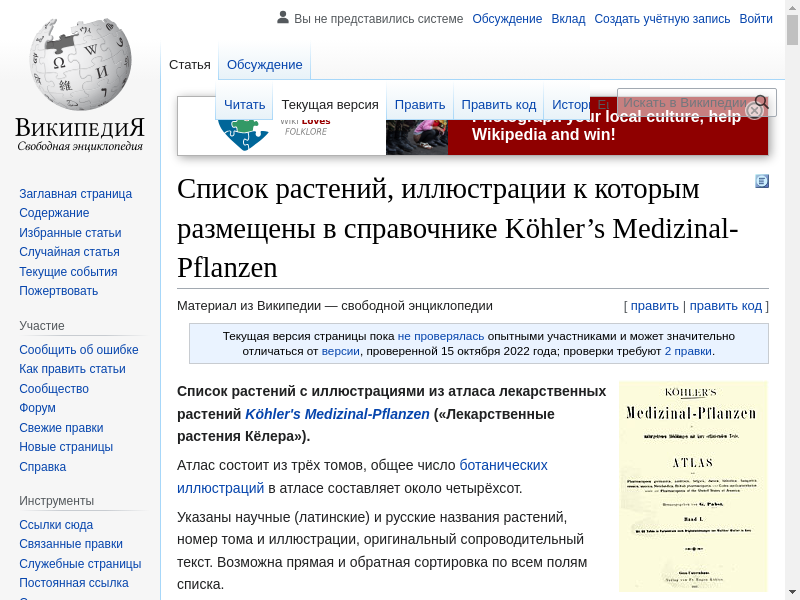 Вы не представились системе Обсуждение Вклад Создать учётную запись Войти
Статья Обсуждение
Читать Текущая версия Править Править код Истор
Искать в Википедии
ВикипедиЯ
Свободная энциклопедия
Wiki Loves
FOLKLORE
Photograph your local culture, help
Wikipedia and win!
Заглавная страница
Содержание
Избранные статьи
Случайная статья
Текущие события
Пожертвовать
Участие
Сообщить об ошибке
Как править статьи
Сообщество
Форум
Свежие правки
Новые страницы
Справка
Инструменты
Ссылки сюда
Связанные правки
Служебные страницы
Постоянная ссылка
Список растений, иллюстрации к которым
размещены в справочнике Köhler’s Medizinal-
Pflanzen
Материал из Википедии — свободной энциклопедии [ править | править код ]
Текущая версия страницы пока не проверялась опытными участниками и может значительно
отличаться от версии, проверенной 15 октября 2022 года; проверки требуют 2 правки.
Список растений с иллюстрациями из атласа лекарственных
растений Köhler's Medizinal-Pflanzen («Лекарственные
растения Кёлера»).
Атлас состоит из трёх томов, общее число ботанических
иллюстраций в атласе составляет около четырёхсот.
Указаны научные (латинские) и русские названия растений,
номер тома и иллюстрации, оригинальный сопроводительный
текст. Возможна прямая и обратная сортировка по всем полям
списка.
KÖHLER'S
Medizinal-Pflanzen
ATLAS
Band I.